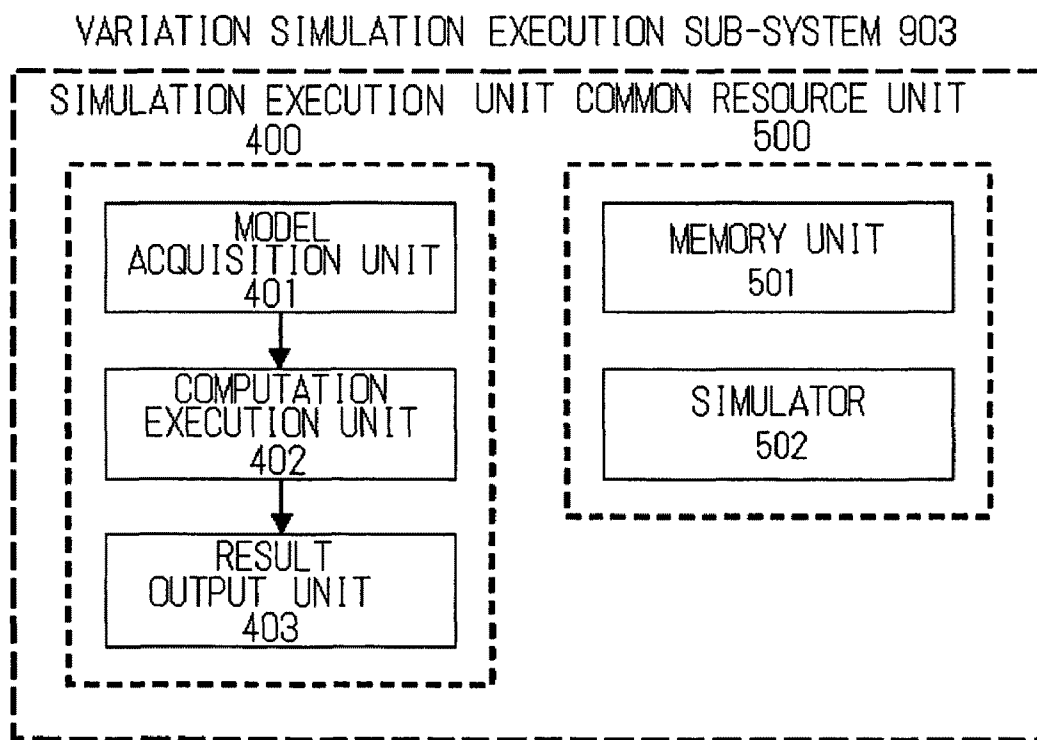 VARIATION SIMULATION EXECUTION SUB-SYSTEM 903
SIMULATION EXECUTION UNIT
400
COMMON RESOURCE UNIT
500
MODEL
ACQUISITION UNIT
401
COMPUTATION
EXECUTION UNIT
402
RESULT
OUTPUT UNIT
403
MEMORY UNIT
501
SIMULATOR
502